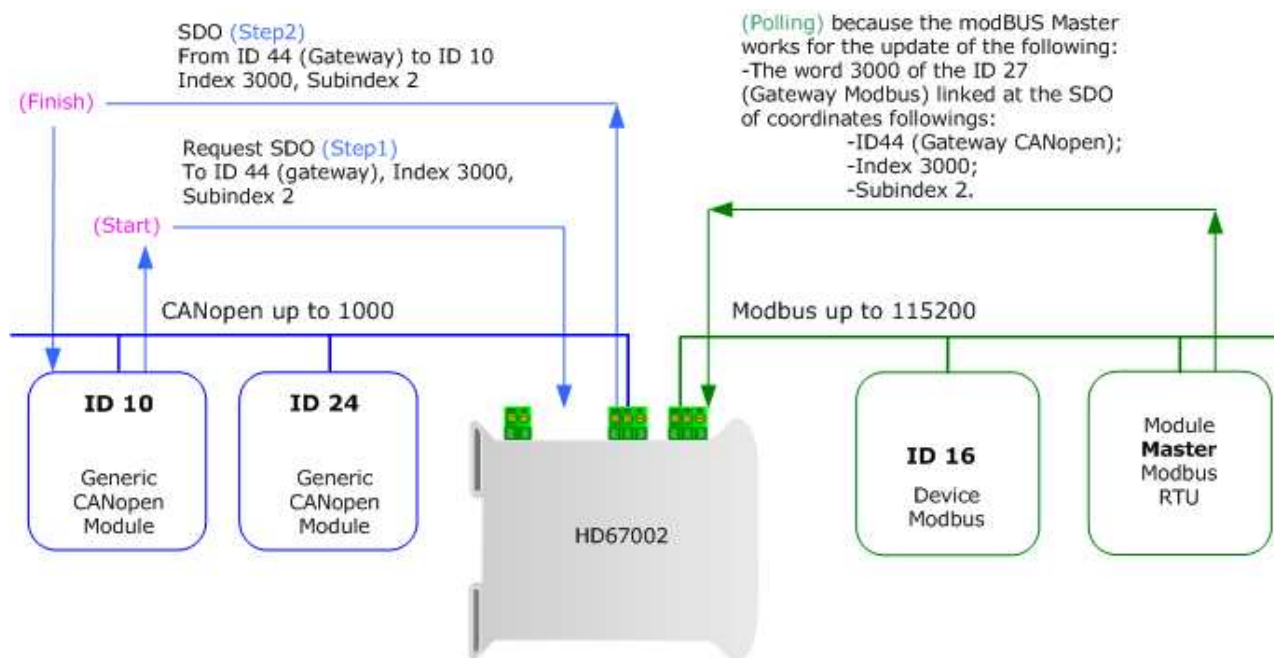 SDO (Step2)
From ID 44 (Gateway) to ID 10
Index 3000, Subindex 2
(Finish)
Request SDO (Step1)
To ID 44 (gateway), Index 3000,
Subindex 2
(Start)
(Polling) because the modBUS Master
works for the update of the following:
-The word 3000 of the ID 27
(Gateway Modbus) linked at the SDO
of coordinates followings:
-ID44 (Gateway CANopen);
-Index 3000;
-Subindex 2.
CANopen up to 1000
Modbus up to 115200
ID 10
Generic
CANopen
Module
ID 24
Generic
CANopen
Module
HD67002
ID 16
Device
Modbus
Module
Master
Modbus
RTU